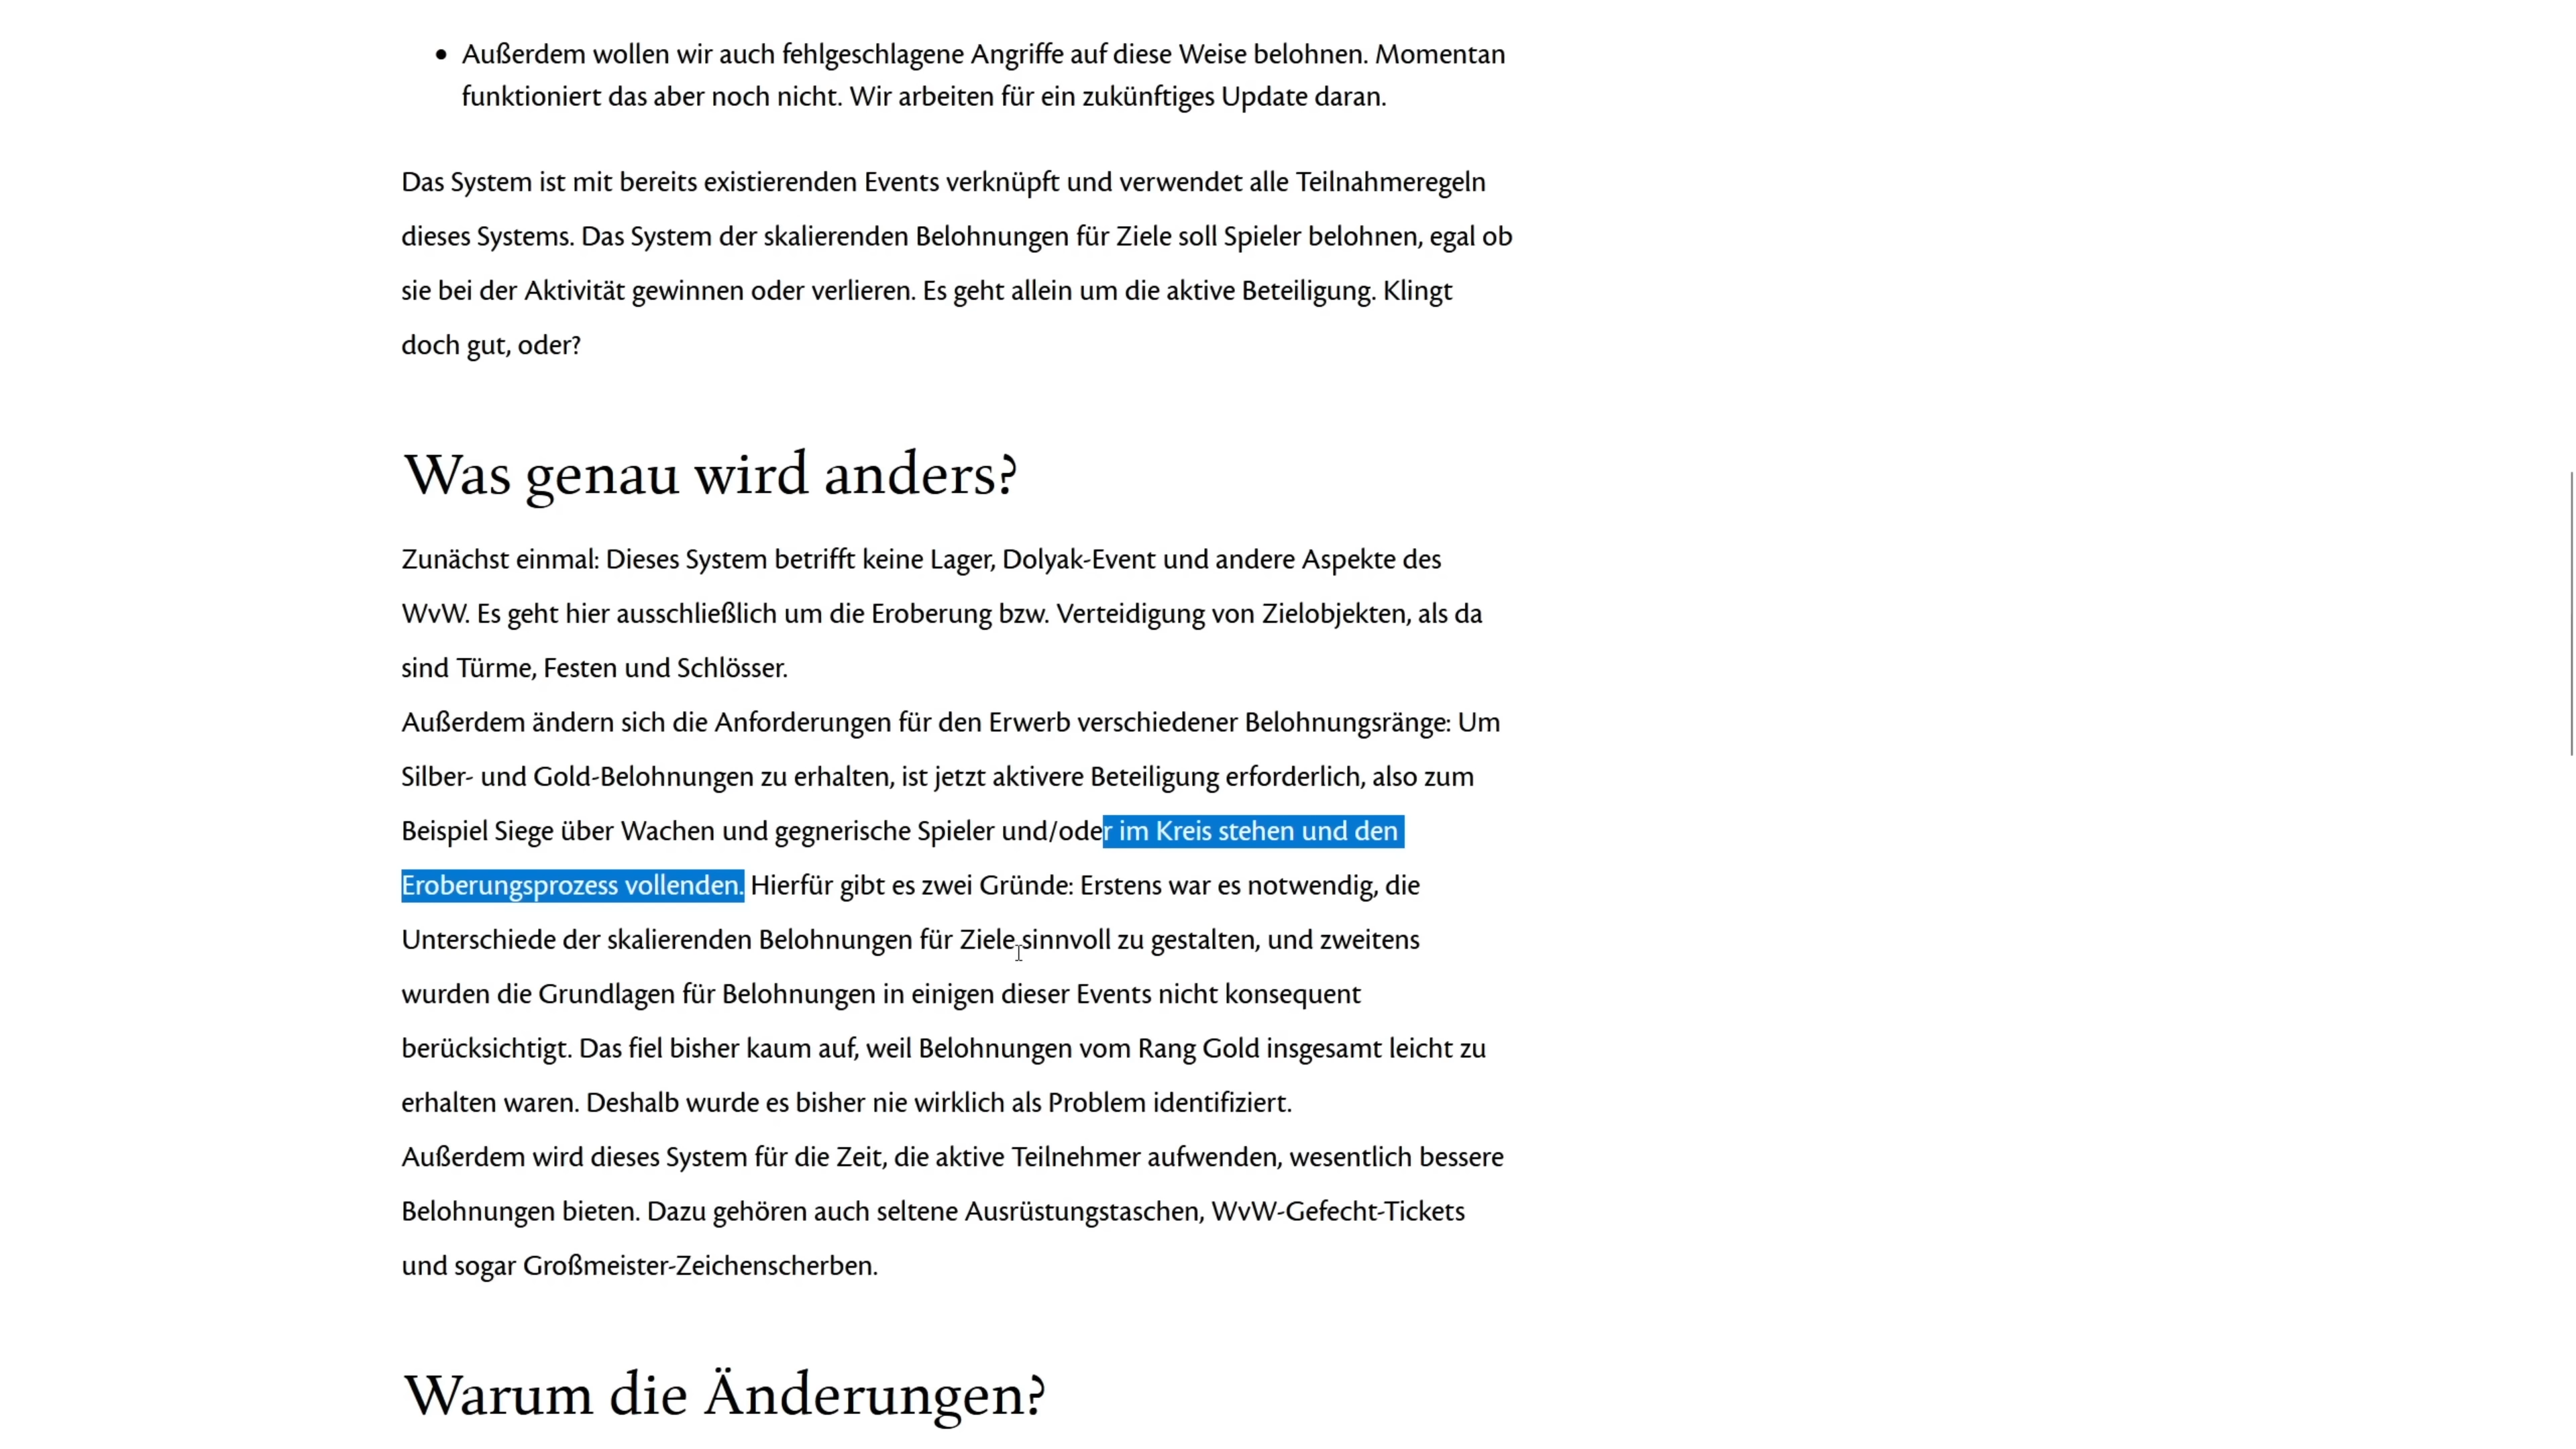 • Außerdem wollen wir auch fehlgeschlagene Angriffe auf diese Weise belohnen. Momentan
funktioniert das aber noch nicht. Wir arbeiten für ein zukünftiges Update daran.
Das System ist mit bereits existierenden Events verknüpft und verwendet alle Teilnahmeregeln
dieses Systems. Das System der skalierenden Belohnungen für Ziele soll Spieler belohnen, egal ob
sie bei der Aktivität gewinnen oder verlieren. Es geht allein um die aktive Beteiligung. Klingt
doch gut, oder?
Was genau wird anders?
Zunächst einmal: Dieses System betrifft keine Lager, Dolyak-Event und andere Aspekte des
WvW. Es geht hier ausschließlich um die Eroberung bzw. Verteidigung von Zielobjekten, als da
sind Türme, Festen und Schlösser.
Außerdem ändern sich die Anforderungen für den Erwerb verschiedener Belohnungsränge: Um
Silber- und Gold-Belohnungen zu erhalten, ist jetzt aktivere Beteiligung erforderlich, also zum
Beispiel Siege über Wachen und gegnerische Spieler und/oder im Kreis stehen und den
Eroberungsprozess vollenden. Hierfür gibt es zwei Gründe: Erstens war es notwendig, die
Unterschiede der skalierenden Belohnungen für Ziele sinnvoll zu gestalten, und zweitens
wurden die Grundlagen für Belohnungen in einigen dieser Events nicht konsequent
berücksichtigt. Das fiel bisher kaum auf, weil Belohnungen vom Rang Gold insgesamt leicht zu
erhalten waren. Deshalb wurde es bisher nie wirklich als Problem identifiziert.
Außerdem wird dieses System für die Zeit, die aktive Teilnehmer aufwenden, wesentlich bessere
Belohnungen bieten. Dazu gehören auch seltene Ausrüstungstaschen, WvW-Gefecht-Tickets
und sogar Großmeister-Zeichenscherben.
Warum die Änderungen?